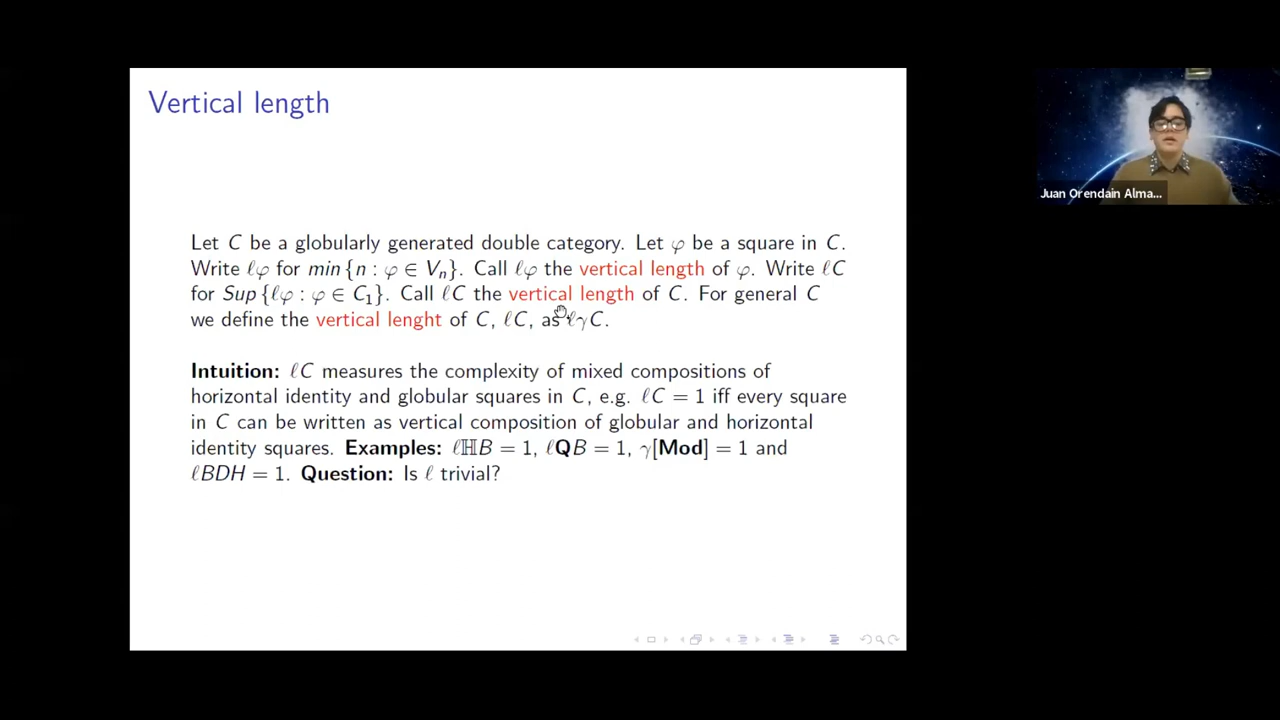 Vertical length
Let C be a globularly generated double category. Let φ be a square in C.
Write ℓφ for min {n : φ ∈ Vₙ}. Call ℓφ the vertical length of φ. Write ℓC
for Sup {ℓφ : φ ∈ C₁}. Call ℓC the vertical length of C. For general C
we define the vertical lenght of C, ℓC, as ℓγC.
Intuition: ℓC measures the complexity of mixed compositions of
horizontal identity and globular squares in C, e.g. ℓC = 1 iff every square
in C can be written as vertical composition of globular and horizontal
identity squares. Examples: ℓℍB = 1, ℓQB = 1, γ[Mod] = 1 and
ℓBDH = 1. Question: Is ℓ trivial?
Juan Orendain Alma...